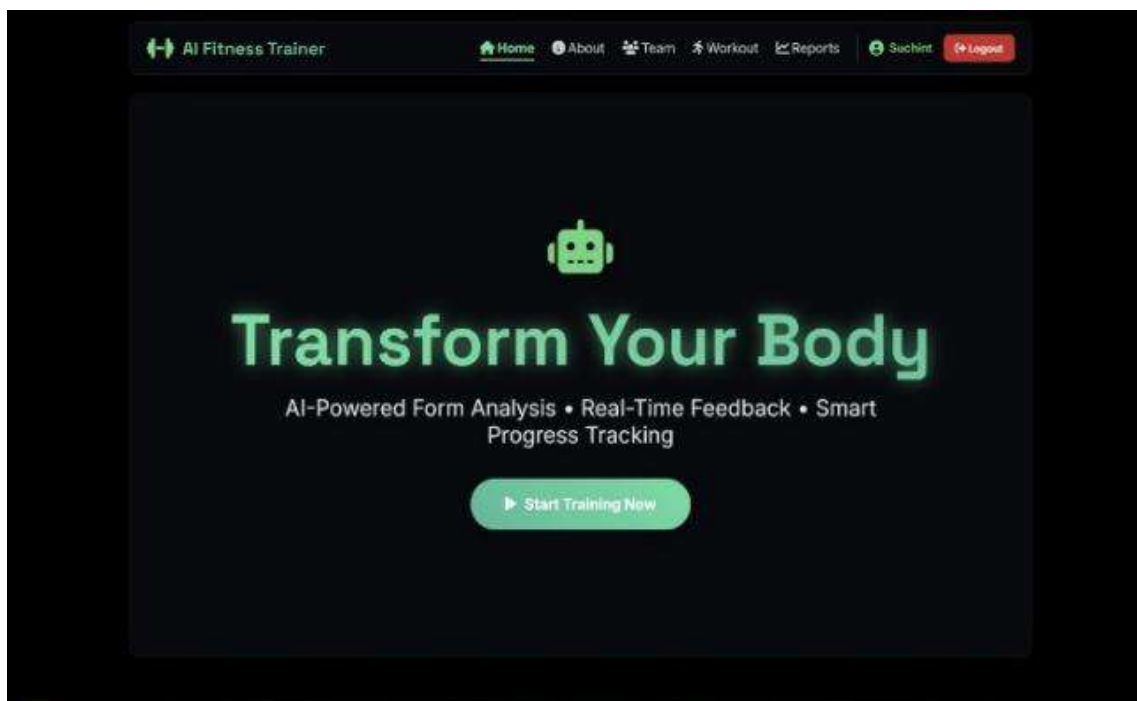 AI Fitness Trainer Home About Team Workout Reports Suchint Logout
Transform Your Body
AI-Powered Form Analysis • Real-Time Feedback • Smart
Progress Tracking
Start Training Now